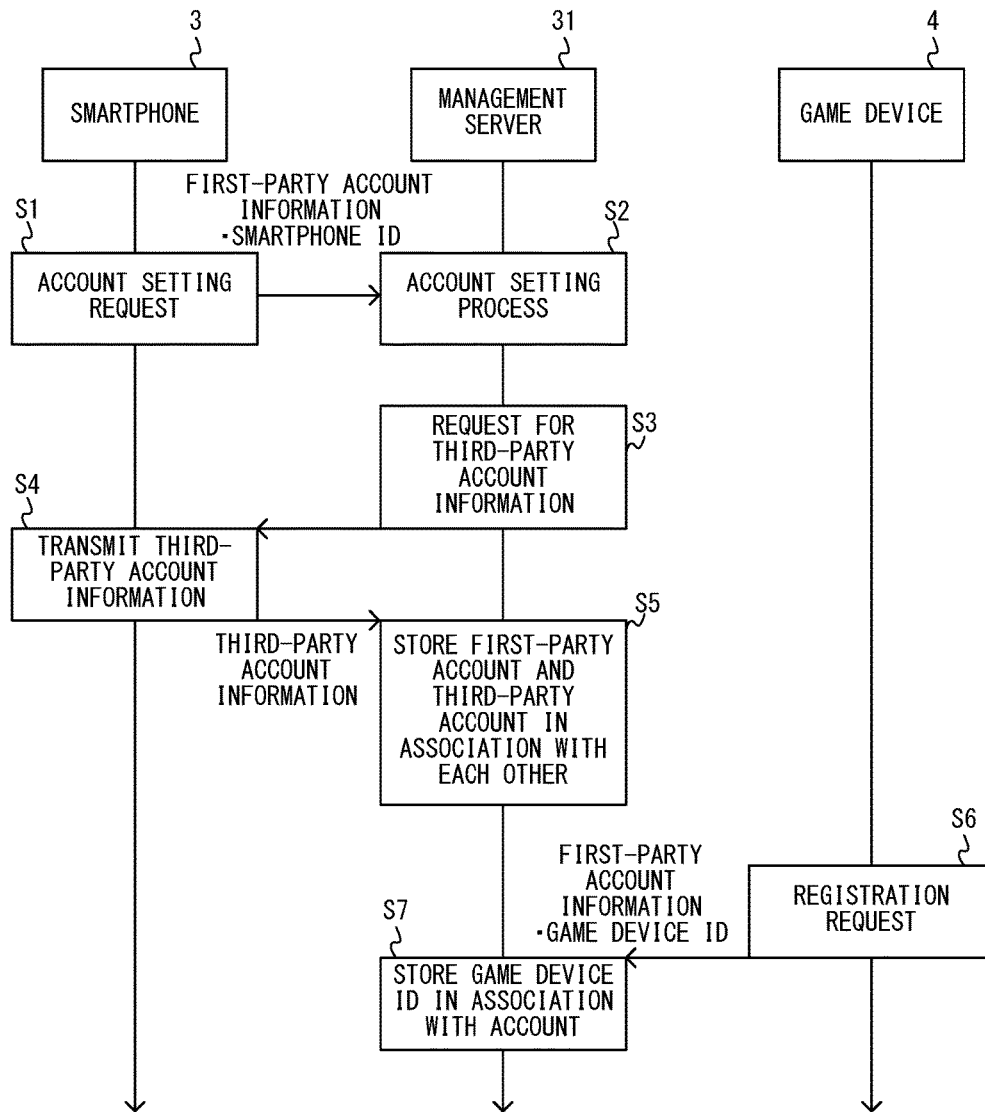 3
31
4
SMARTPHONE
MANAGEMENT
SERVER
GAME DEVICE
FIRST-PARTY ACCOUNT
INFORMATION
・SMARTPHONE ID
S1
S2
ACCOUNT SETTING
REQUEST
ACCOUNT SETTING
PROCESS
S3
REQUEST FOR
THIRD-PARTY
ACCOUNT
INFORMATION
S4
TRANSMIT THIRD-
PARTY ACCOUNT
INFORMATION
THIRD-PARTY
ACCOUNT
INFORMATION
S5
STORE FIRST-PARTY
ACCOUNT AND
THIRD-PARTY
ACCOUNT IN
ASSOCIATION WITH
EACH OTHER
S6
REGISTRATION
REQUEST
FIRST-PARTY
ACCOUNT
INFORMATION
・GAME DEVICE ID
S7
STORE GAME DEVICE
ID IN ASSOCIATION
WITH ACCOUNT